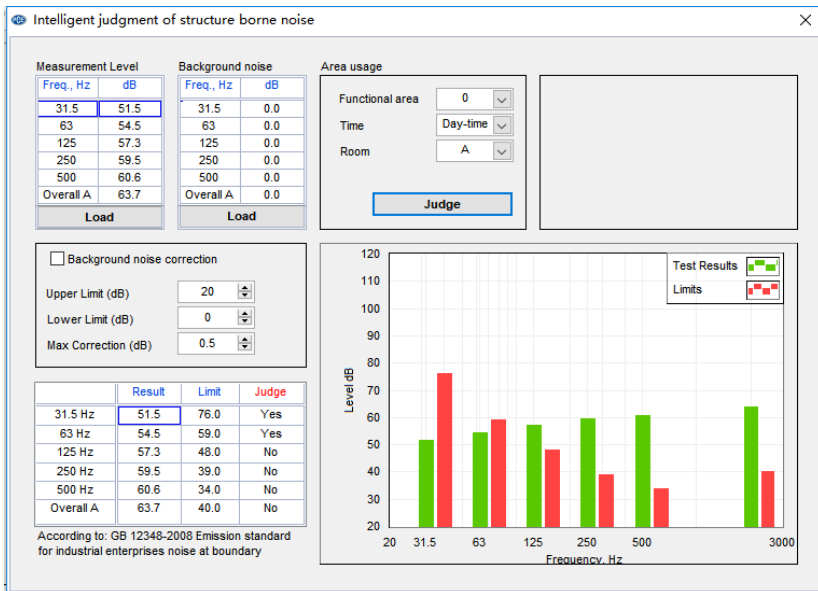 Intelligent judgment of structure borne noise
Measurement Level
Freq., Hz dB
31.5 51.5
63 54.5
125 57.3
250 59.5
500 60.6
Overall A 63.7
Load
Background noise
Freq., Hz dB
31.5 0.0
63 0.0
125 0.0
250 0.0
500 0.0
Overall A 0.0
Load
Area usage
Functional area 0
Time Day-time
Room A
Judge
Background noise correction
Upper Limit (dB) 20
Lower Limit (dB) 0
Max Correction (dB) 0.5
Result Limit Judge
31.5 Hz 51.5 76.0 Yes
63 Hz 54.5 59.0 Yes
125 Hz 57.3 48.0 No
250 Hz 59.5 39.0 No
500 Hz 60.6 34.0 No
Overall A 63.7 40.0 No
According to: GB 12348-2008 Emission standard
for industrial enterprises noise at boundary
Test Results
Limits
Level dB
120
110
100
90
80
70
60
50
40
30
20
20 31.5 63 125 250 500 3000
Frequency, Hz